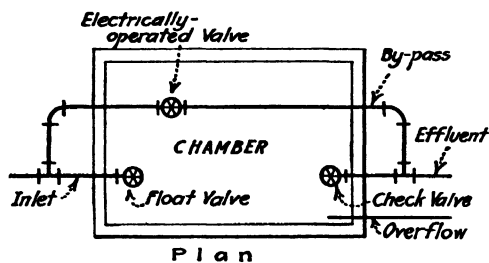 Electrically-
operated Valve
By-pass
CHAMBER
Effluent
Inlet
Float Valve
Check Valve
Overflow
Plan